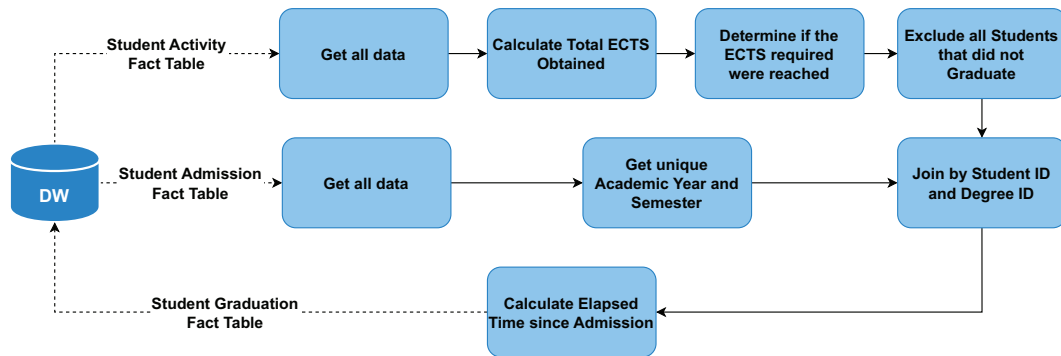 Student Activity
Fact Table
Get all data
Calculate Total ECTS
Obtained
Determine if the
ECTS required
were reached
Exclude all Students
that did not
Graduate
DW
Student Admission
Fact Table
Get all data
Get unique
Academic Year and
Semester
Join by Student ID
and Degree ID
Student Graduation
Fact Table
Calculate Elapsed
Time since Admission